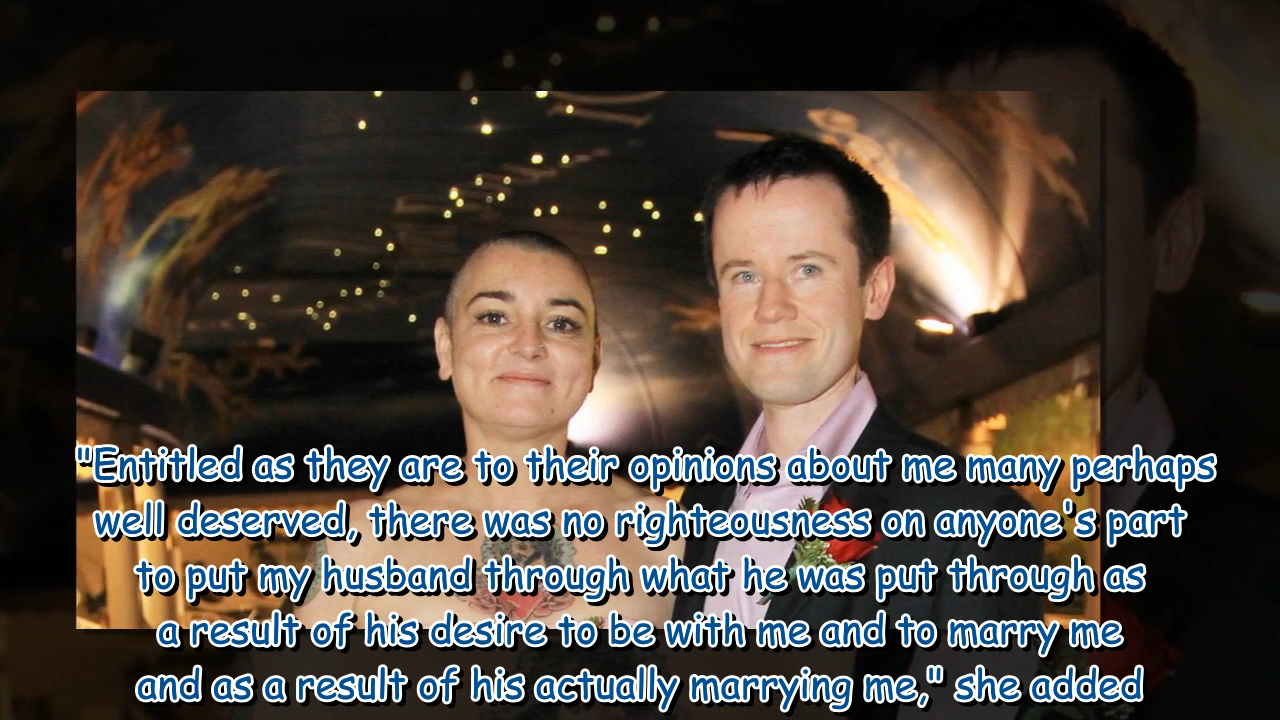 "Entitled as they are to their opinions about me many perhaps
well deserved, there was no righteousness on anyone's part
to put my husband through what he was put through as
a result of his desire to be with me and to marry me
and as a result of his actually marrying me," she added